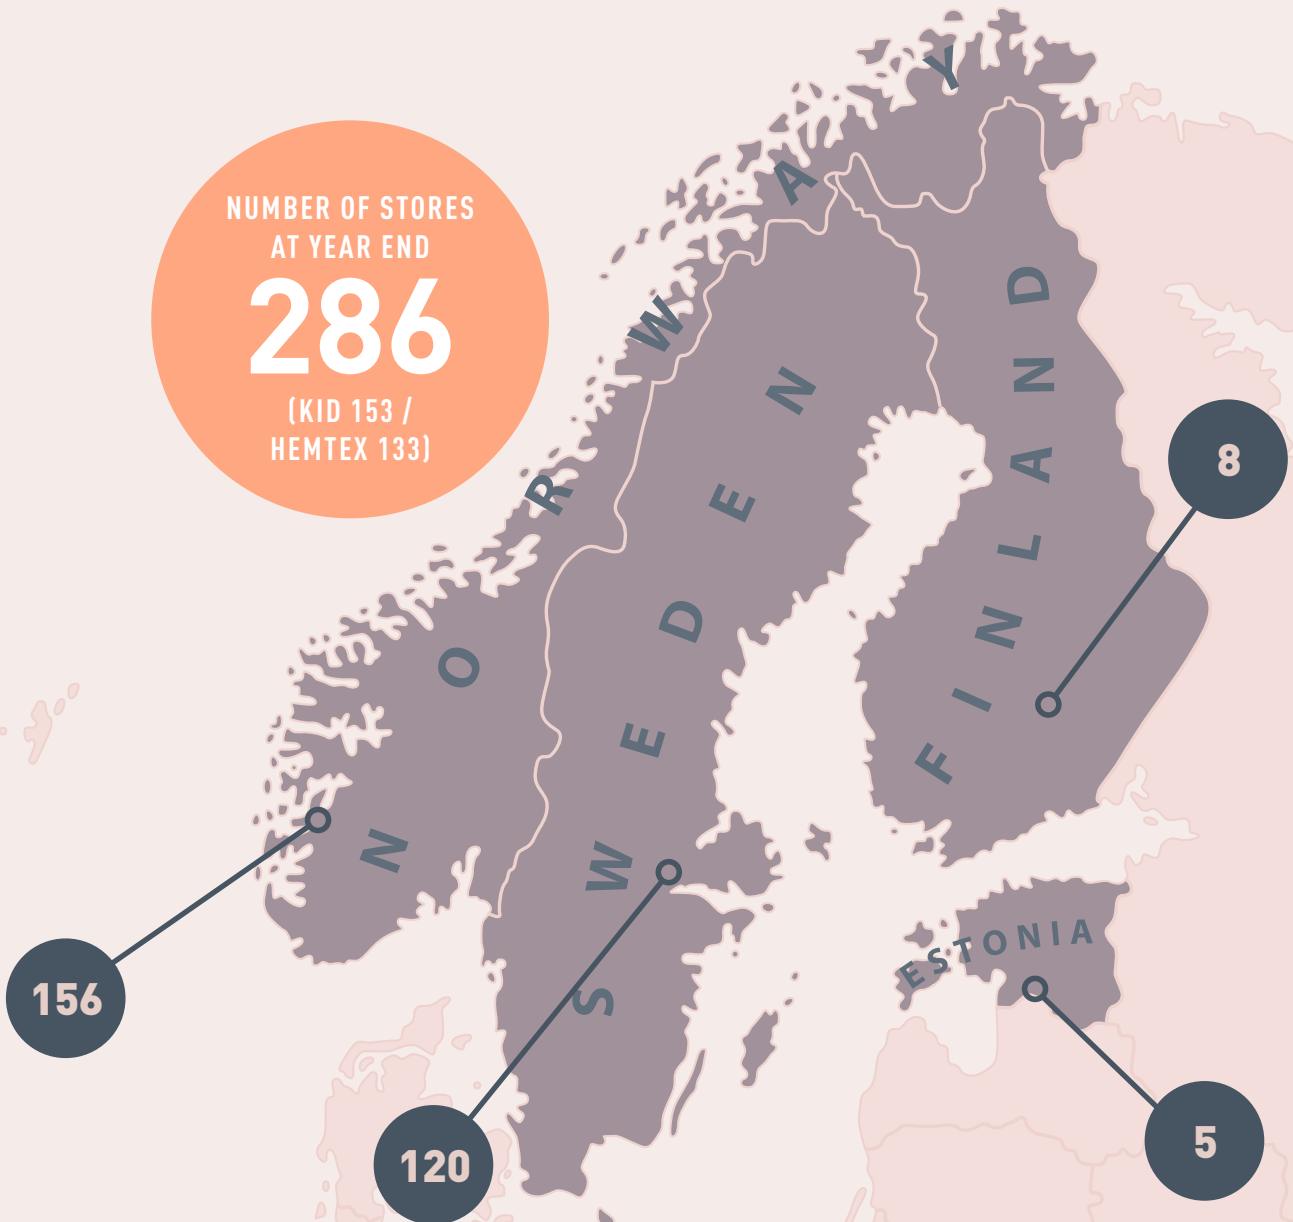 NUMBER OF STORES
AT YEAR END
286
(KID 153 /
HEMTEX 133)
NORWAY
SWEDEN
FINLAND
8
ESTONIA
156
120
5